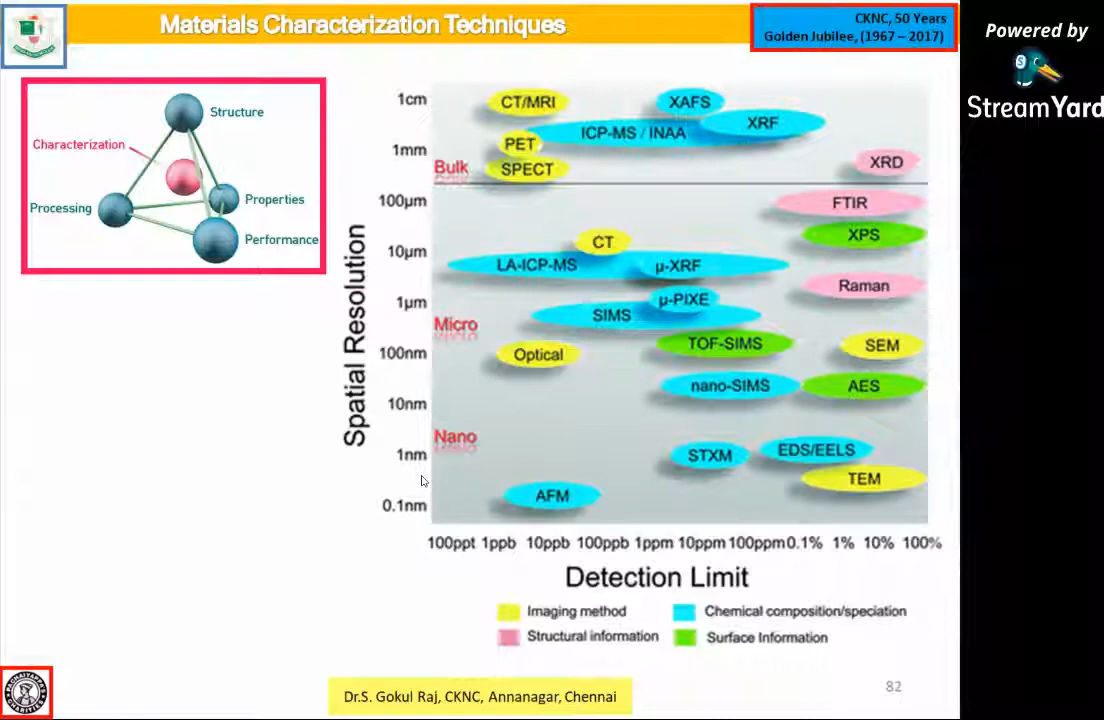 Materials Characterization Techniques
CKNC, 50 Years
Golden Jubilee, (1967 – 2017)
Powered by
StreamYard
Structure
Characterization
Processing
Properties
Performance
Spatial Resolution
1cm
1mm
100µm
10µm
1µm
100nm
10nm
1nm
0.1nm
Bulk
Micro
Nano
CT/MRI
XAFS
XRF
ICP-MS / INAA
PET
SPECT
XRD
FTIR
XPS
CT
LA-ICP-MS
µ-XRF
Raman
µ-PIXE
SIMS
TOF-SIMS
SEM
Optical
nano-SIMS
AES
STXM
EDS/EELS
TEM
AFM
100ppt 1ppb 10ppb 100ppb 1ppm 10ppm 100ppm 0.1% 1% 10% 100%
Detection Limit
Imaging method
Chemical composition/speciation
Structural information
Surface Information
Dr.S. Gokul Raj, CKNC, Annanagar, Chennai
82